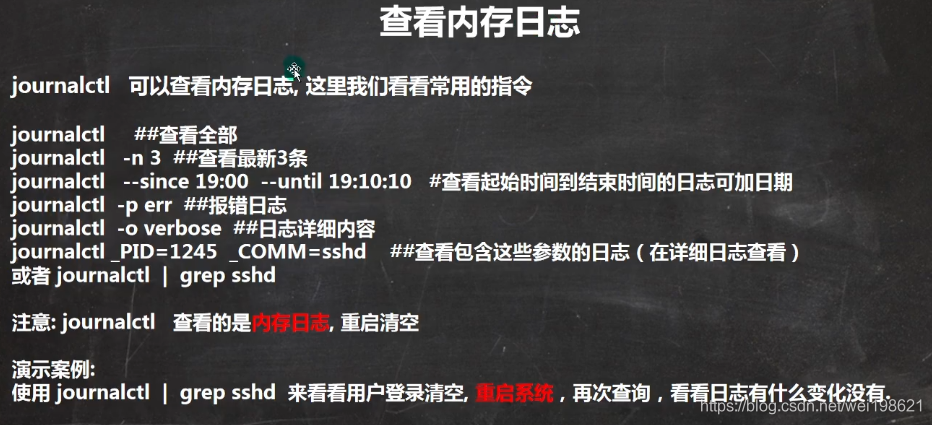 查看内存日志
journalctl 可以查看内存日志, 这里我们看看常用的指令
journalctl ##查看全部
journalctl -n 3 ##查看最新3条
journalctl --since 19:00 --until 19:10:10 #查看起始时间到结束时间的日志可加日期
journalctl -p err ##报错日志
journalctl -o verbose ##日志详细内容
journalctl _PID=1245 _COMM=sshd ##查看包含这些参数的日志（在详细日志查看）
或者 journalctl | grep sshd
注意: journalctl 查看的是内存日志, 重启清空
演示案例:
使用 journalctl | grep sshd 来看看用户登录清空, 重启系统，再次查询，看看日志有什么变化没有.
https://blog.csdn.net/wei198621